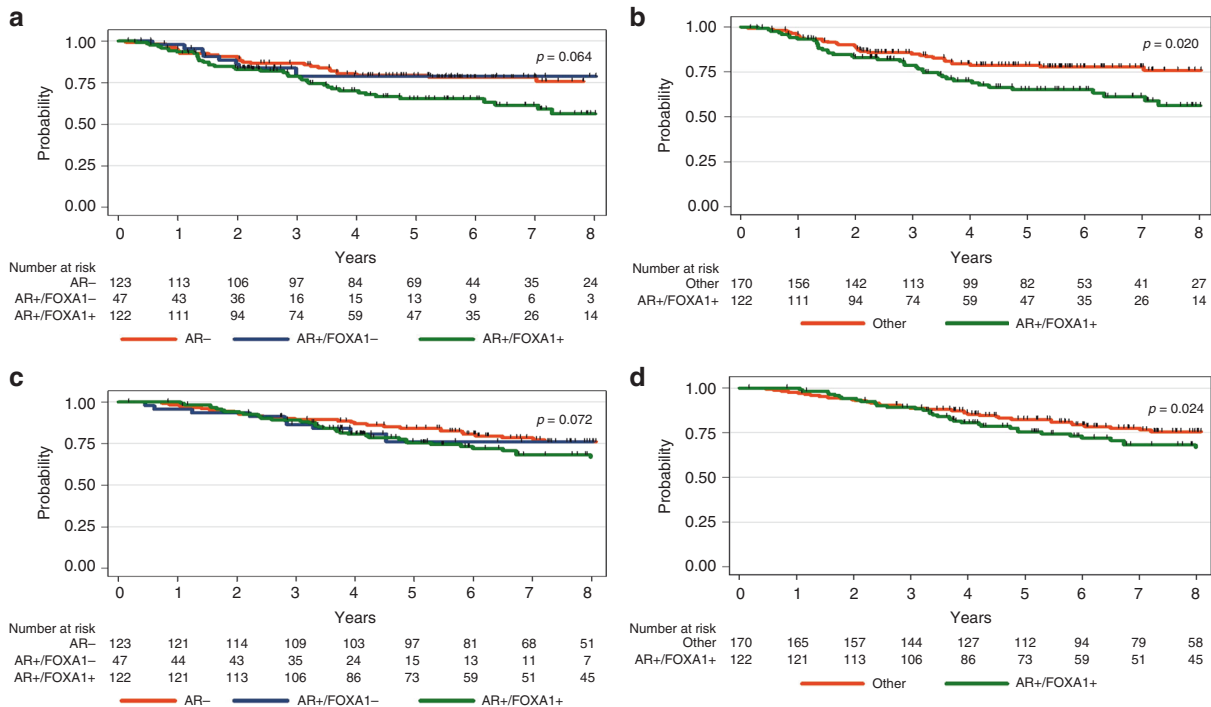 a
1.00
0.75
0.50
0.25
0.00
Probability
p = 0.064
0 1 2 3 4 5 6 7 8
Years
Number at risk
AR– 123 113 106 97 84 69 44 35 24
AR+/FOXA1– 47 43 36 16 15 13 9 6 3
AR+/FOXA1+ 122 111 94 74 59 47 35 26 14
AR– AR+/FOXA1– AR+/FOXA1+
b
1.00
0.75
0.50
0.25
0.00
Probability
p = 0.020
0 1 2 3 4 5 6 7 8
Years
Number at risk
Other 170 156 142 113 99 82 53 41 27
AR+/FOXA1+ 122 111 94 74 59 47 35 26 14
Other AR+/FOXA1+
c
1.00
0.75
0.50
0.25
0.00
Probability
p = 0.072
0 1 2 3 4 5 6 7 8
Years
Number at risk
AR– 123 121 114 109 103 97 81 68 51
AR+/FOXA1– 47 44 43 35 24 15 13 11 7
AR+/FOXA1+ 122 121 113 106 86 73 59 51 45
AR– AR+/FOXA1– AR+/FOXA1+
d
1.00
0.75
0.50
0.25
0.00
Probability
p = 0.024
0 1 2 3 4 5 6 7 8
Years
Number at risk
Other 170 165 157 144 127 112 94 79 58
AR+/FOXA1+ 122 121 113 106 86 73 59 51 45
Other AR+/FOXA1+